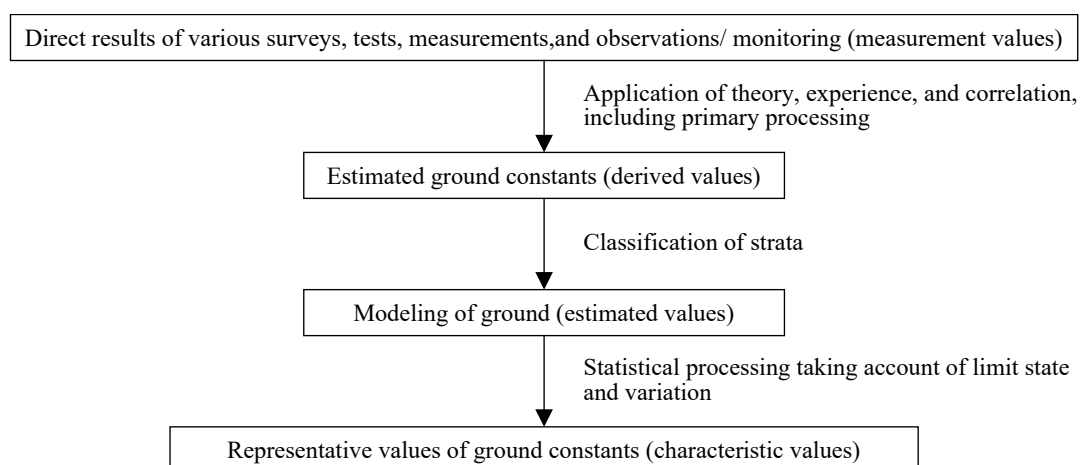 Direct results of various surveys, tests, measurements,and observations/ monitoring (measurement values)
Application of theory, experience, and correlation,
including primary processing
Estimated ground constants (derived values)
Classification of strata
Modeling of ground (estimated values)
Statistical processing taking account of limit state
and variation
Representative values of ground constants (characteristic values)